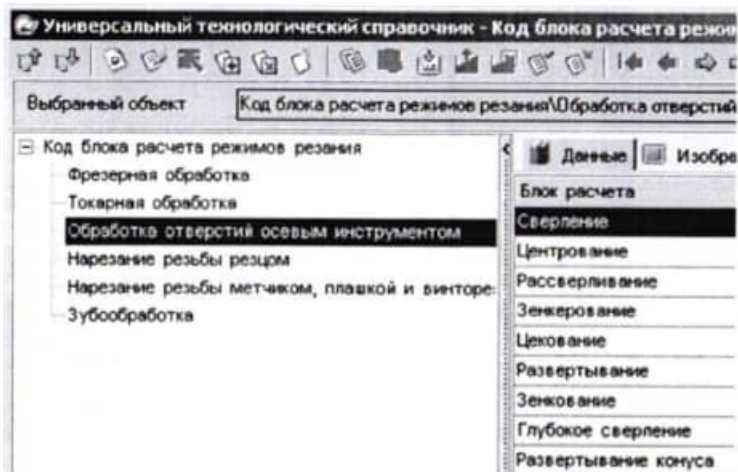 Универсальный технологический справочник - Код блока расчета режи
Выбранный объект
Код блока расчета режимов резания\Обработка отверстий
Код блока расчета режимов резания
Фрезерная обработка
Токарная обработка
Обработка отверстий осевым инструментом
Нарезание резьбы резцом
Нарезание резьбы метчиком, плашкой и винторе
Зубообработка
Данные
Изобра
Блок расчета
Сверление
Центрование
Рассверливание
Зенкерование
Цекование
Развертывание
Зенкование
Глубокое сверление
Развертывание конуса